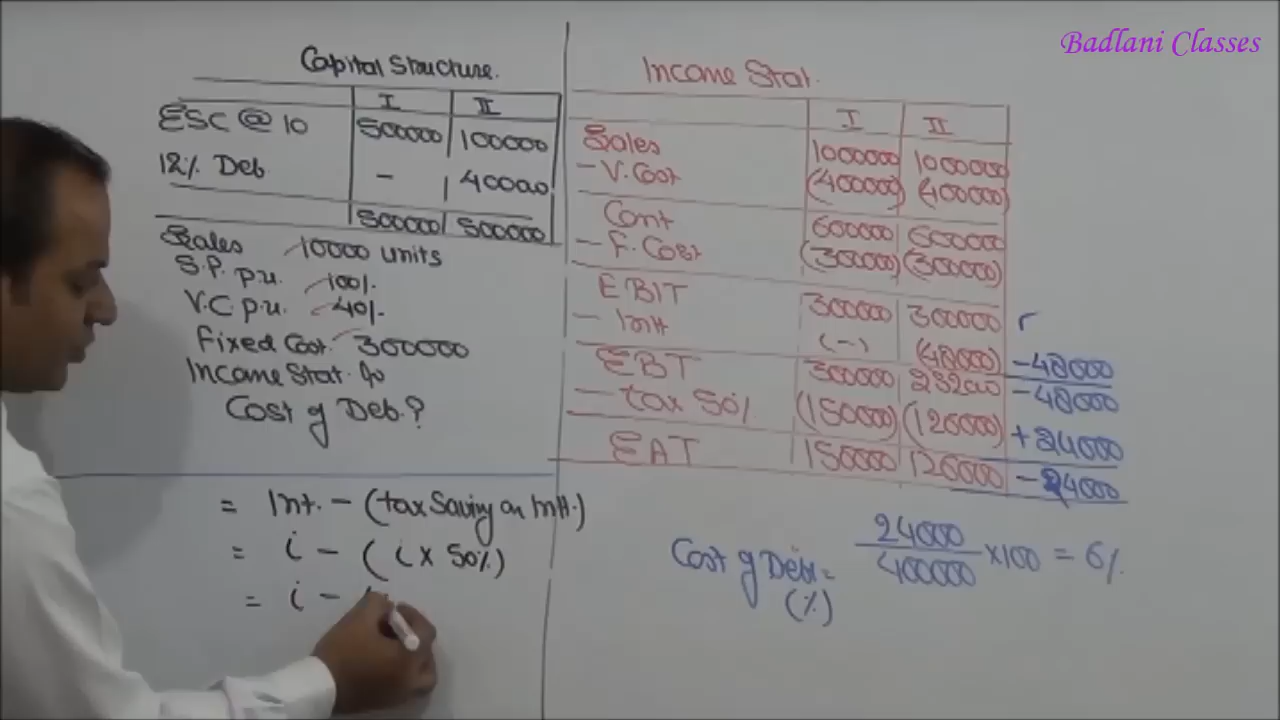 Badlani Classes
Capital Structure.
I II
ESC @ 10 500000 100000
12% Deb - 400000
500000 500000
Sales - 10000 units
S.P. p.u. - 100/-
V.C. p.u. - 40/-
Fixed Cost. - 300000
Income Stat. &
Cost of Deb.?
= Int. - (tax Saving on Int.)
= i - (i x 50%)
= i - (
Income Stat.
I II
Sales 1000000 1000000
- V. Cost (400000) (400000)
Cont 600000 600000
- F. Cost (300000) (300000)
EBIT 300000 300000
- Int (-) (48000) -48000
EBT 300000 252000 -48000
- tax 50% (150000) (126000) +24000
EAT 150000 126000 -24000
Cost of Debt = 24000
400000 x100 = 6%
(%)